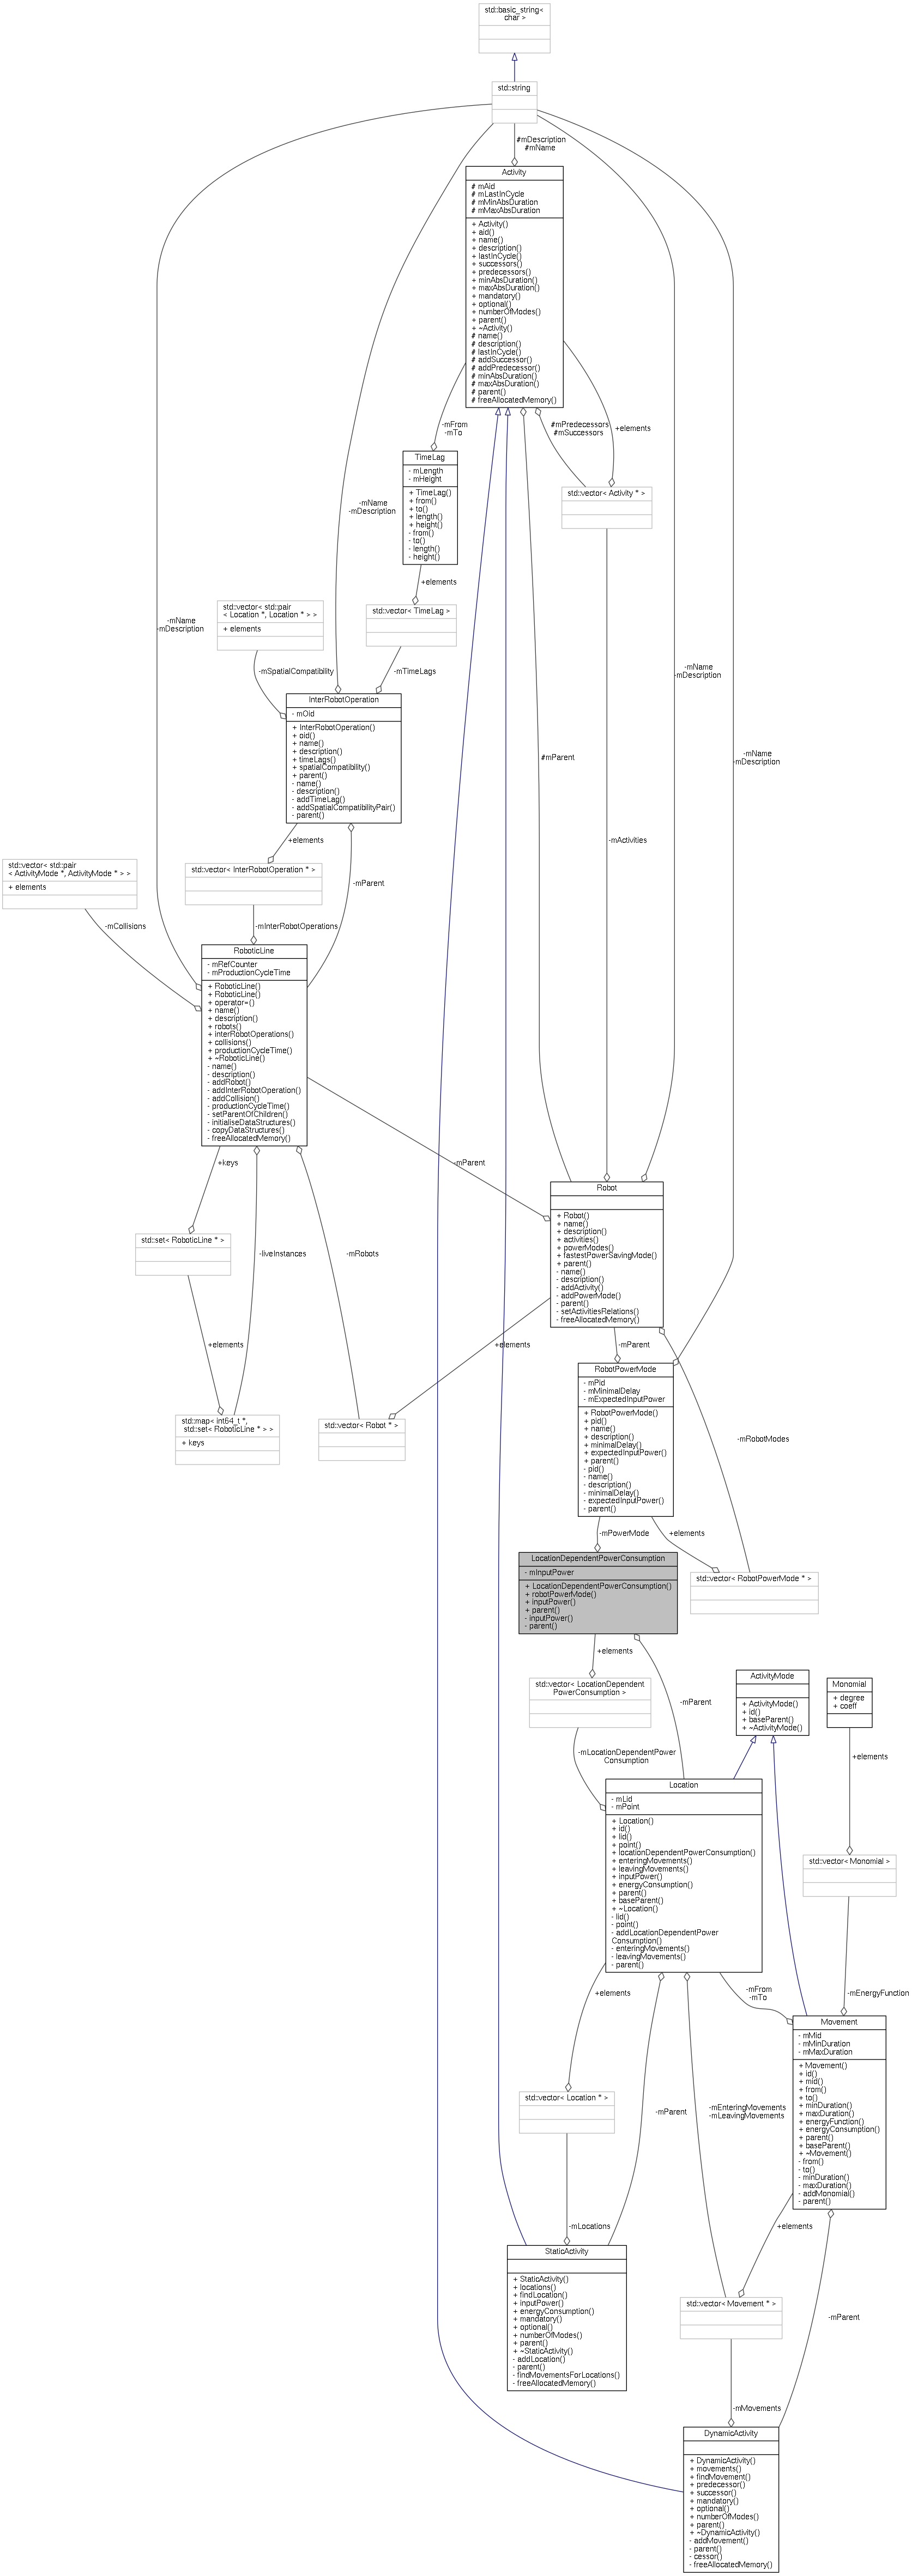 std::basic_string<
char >
std::string
#mDescription
#mName
Activity
# mAid
# mLastInCycle
# mMinAbsDuration
# mMaxAbsDuration
+ Activity()
+ aid()
+ name()
+ description()
+ lastInCycle()
+ successors()
+ predecessors()
+ minAbsDuration()
+ maxAbsDuration()
+ mandatory()
+ optional()
+ numberOfModes()
+ parent()
+ ~Activity()
# name()
# description()
# lastInCycle()
# addSuccessor()
# addPredecessor()
# minAbsDuration()
# maxAbsDuration()
# parent()
# freeAllocatedMemory()
-mFrom
-mTo
#mPredecessors
#mSuccessors
+elements
TimeLag
- mLength
- mHeight
+ TimeLag()
+ from()
+ to()
+ length()
+ height()
- from()
- to()
- length()
- height()
std::vector< Activity * >
-mName
-mDescription
+elements
std::vector< std::pair
< Location *, Location * > >
+ elements
std::vector< TimeLag >
-mName
-mDescription
-mSpatialCompatibility
-mTimeLags
-mName
-mDescription
InterRobotOperation
- mOid
+ InterRobotOperation()
+ oid()
+ name()
+ description()
+ timeLags()
+ spatialCompatibility()
+ parent()
- name()
- description()
- addTimeLag()
- addSpatialCompatibilityPair()
- parent()
#mParent
-mName
-mDescription
+elements
-mActivities
std::vector< std::pair
< ActivityMode *, ActivityMode * > >
+ elements
std::vector< InterRobotOperation * >
-mParent
-mCollisions
-mInterRobotOperations
RoboticLine
- mRefCounter
- mProductionCycleTime
+ RoboticLine()
+ RoboticLine()
+ operator=()
+ name()
+ description()
+ robots()
+ interRobotOperations()
+ collisions()
+ productionCycleTime()
+ ~RoboticLine()
- name()
- description()
- addRobot()
- addInterRobotOperation()
- addCollision()
- productionCycleTime()
- setParentOfChildren()
- initialiseDataStructures()
- copyDataStructures()
- freeAllocatedMemory()
+keys
-mParent
Robot
+ Robot()
+ name()
+ description()
+ activities()
+ powerModes()
+ fastestPowerSavingMode()
+ parent()
- name()
- description()
- addActivity()
- addPowerMode()
- parent()
- setActivitiesRelations()
- freeAllocatedMemory()
std::set< RoboticLine * >
-liveInstances
-mRobots
+elements
+elements
-mParent
RobotPowerMode
- mPid
- mMinimalDelay
- mExpectedInputPower
+ RobotPowerMode()
+ pid()
+ name()
+ description()
+ minimalDelay()
+ expectedInputPower()
+ parent()
- pid()
- name()
- description()
- minimalDelay()
- expectedInputPower()
- parent()
std::map< int64_t *,
std::set< RoboticLine * > >
+ keys
std::vector< Robot * >
-mRobotModes
-mPowerMode
+elements
LocationDependentPowerConsumption
- mInputPower
+ LocationDependentPowerConsumption()
+ robotPowerMode()
+ inputPower()
+ parent()
- inputPower()
- parent()
std::vector< RobotPowerMode * >
+elements
std::vector< LocationDependent
PowerConsumption >
-mParent
ActivityMode
+ ActivityMode()
+ id()
+ baseParent()
+ ~ActivityMode()
Monomial
+ degree
+ coeff
-mLocationDependentPower
Consumption
+elements
Location
- mLid
- mPoint
+ Location()
+ id()
+ lid()
+ point()
+ locationDependentPowerConsumption()
+ enteringMovements()
+ leavingMovements()
+ inputPower()
+ energyConsumption()
+ parent()
+ baseParent()
+ ~Location()
- lid()
- point()
- addLocationDependentPower
Consumption()
- enteringMovements()
- leavingMovements()
- parent()
std::vector< Monomial >
+elements
-mFrom
-mTo
-mEnergyFunction
Movement
- mMid
- mMinDuration
- mMaxDuration
+ Movement()
+ id()
+ mid()
+ from()
+ to()
+ minDuration()
+ maxDuration()
+ energyFunction()
+ energyConsumption()
+ parent()
+ baseParent()
+ ~Movement()
- from()
- to()
- minDuration()
- maxDuration()
- addMonomial()
- parent()
std::vector< Location * >
-mParent
-mEnteringMovements
-mLeavingMovements
-mLocations
+elements
StaticActivity
+ StaticActivity()
+ locations()
+ findLocation()
+ inputPower()
+ energyConsumption()
+ mandatory()
+ optional()
+ numberOfModes()
+ parent()
+ ~StaticActivity()
- addLocation()
- parent()
- findMovementsForLocations()
- freeAllocatedMemory()
std::vector< Movement * >
-mParent
-mMovements
DynamicActivity
+ DynamicActivity()
+ movements()
+ findMovement()
+ predecessor()
+ successor()
+ mandatory()
+ optional()
+ numberOfModes()
+ parent()
+ ~DynamicActivity()
- addMovement()
- parent()
- cessor()
- freeAllocatedMemory()